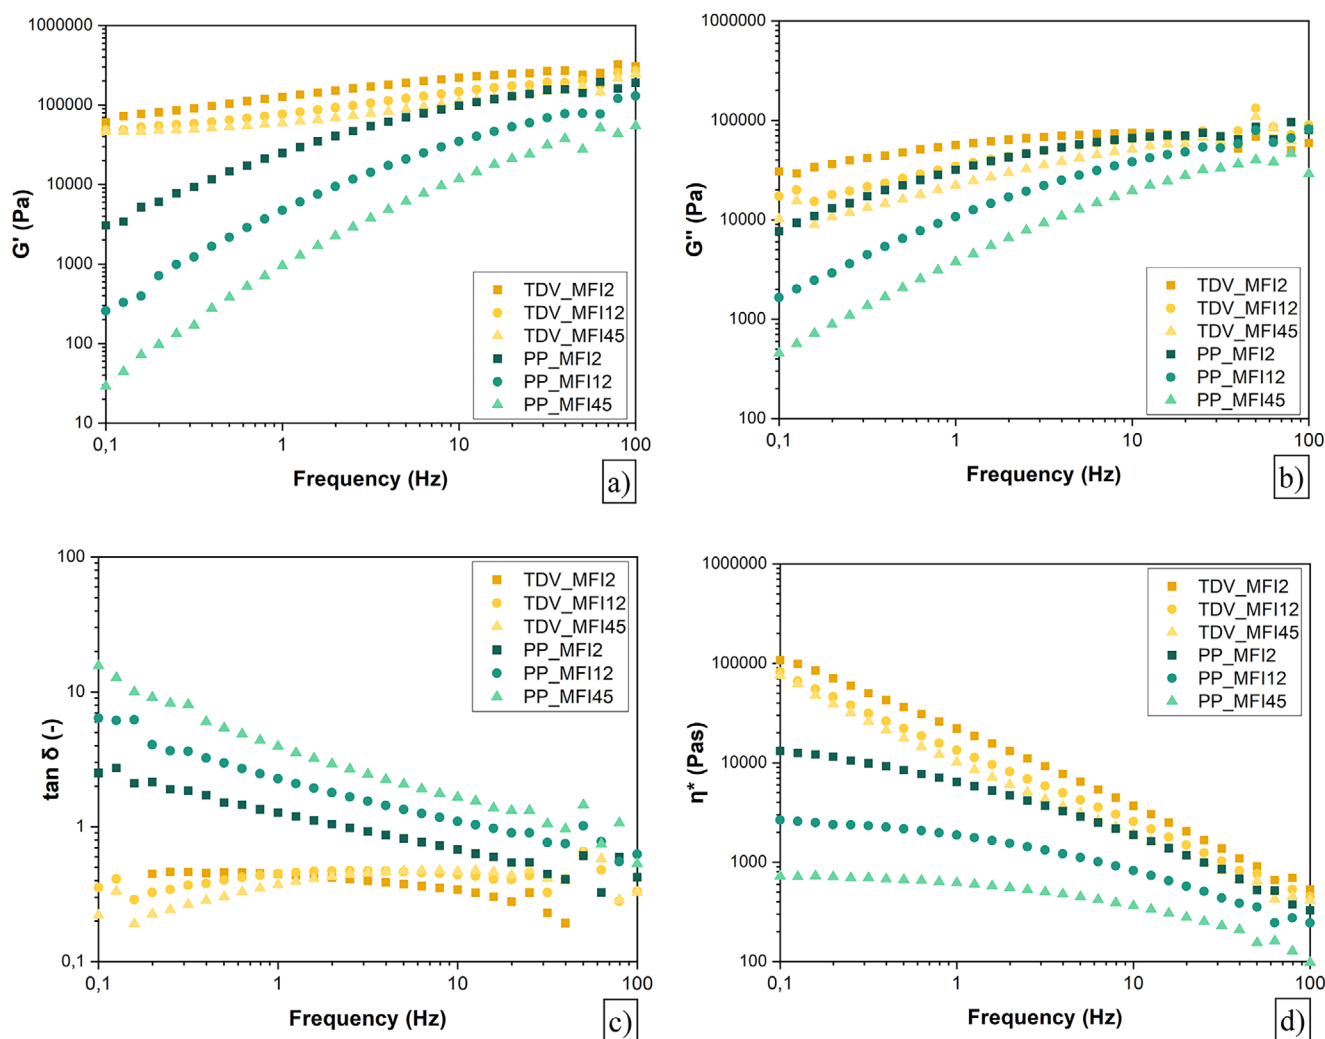 1000000
100000
10000
1000
100
10
G' (Pa)
TDV_MFI2
TDV_MFI12
TDV_MFI45
PP_MFI2
PP_MFI12
PP_MFI45
0,1
1
10
100
Frequency (Hz)
a)
1000000
100000
10000
1000
100
G'' (Pa)
TDV_MFI2
TDV_MFI12
TDV_MFI45
PP_MFI2
PP_MFI12
PP_MFI45
0,1
1
10
100
Frequency (Hz)
b)
100
10
1
0,1
tan δ (-)
TDV_MFI2
TDV_MFI12
TDV_MFI45
PP_MFI2
PP_MFI12
PP_MFI45
0,1
1
10
100
Frequency (Hz)
c)
1000000
100000
10000
1000
100
η* (Pas)
TDV_MFI2
TDV_MFI12
TDV_MFI45
PP_MFI2
PP_MFI12
PP_MFI45
0,1
1
10
100
Frequency (Hz)
d)